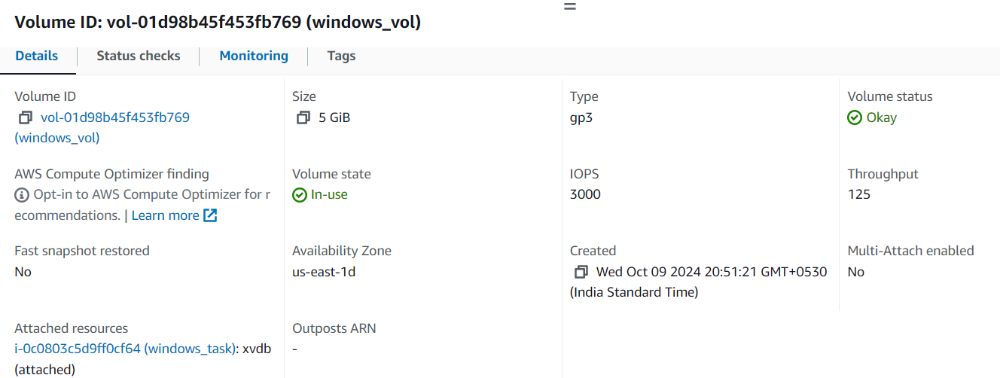 Volume ID: vol-01d98b45f453fb769 (windows_vol)
Details
Status checks
Monitoring
Tags
Volume ID
vol-01d98b45f453fb769
(windows_vol)
Size
5 GiB
Type
gp3
Volume status
Okay
AWS Compute Optimizer finding
Opt-in to AWS Compute Optimizer for r
ecommendations. | Learn more
Volume state
In-use
IOPS
3000
Throughput
125
Fast snapshot restored
No
Availability Zone
us-east-1d
Created
Wed Oct 09 2024 20:51:21 GMT+0530
(India Standard Time)
Multi-Attach enabled
No
Attached resources
i-0c0803c5d9ff0cf64 (windows_task): xvdb
(attached)
Outposts ARN
-